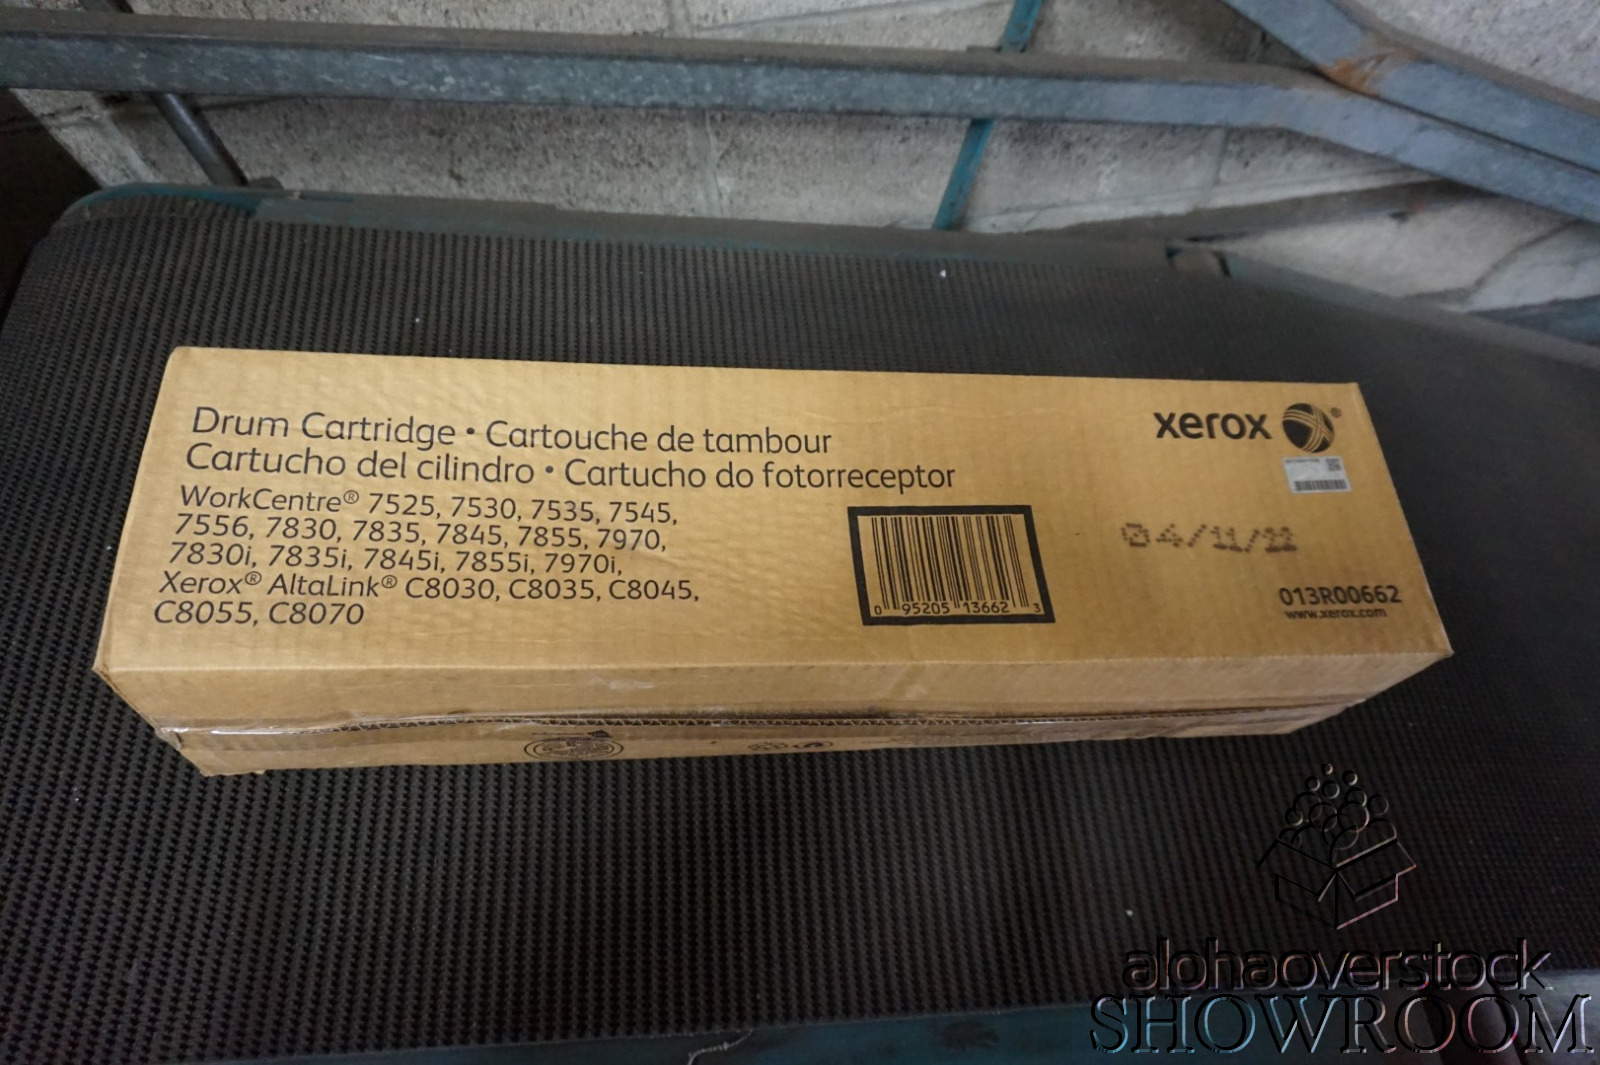 Drum Cartridge • Cartouche de tambour
Cartucho del cilindro • Cartucho do fotorreceptor
WorkCentre® 7525, 7530, 7535, 7545,
7556, 7830, 7835, 7845, 7855, 7970,
7830i, 7835i, 7845i, 7855i, 7970i,
Xerox® AltaLink® C8030, C8035, C8045,
C8055, C8070
0 95205 13662 3
xerox®
04/11/22
013R00662
www.xerox.com
alohaoverstock
SHOWROOM